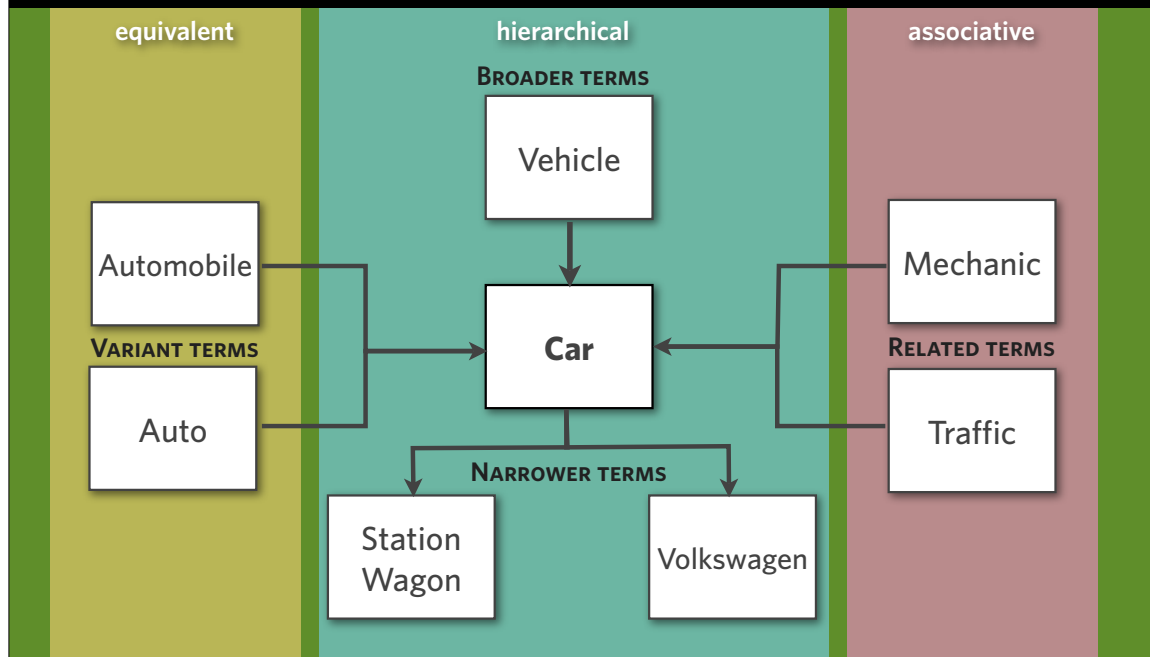 equivalent
hierarchical
associative
BROADER TERMS
Vehicle
Automobile
Mechanic
Car
VARIANT TERMS
RELATED TERMS
Auto
Traffic
NARROWER TERMS
Station
Wagon
Volkswagen